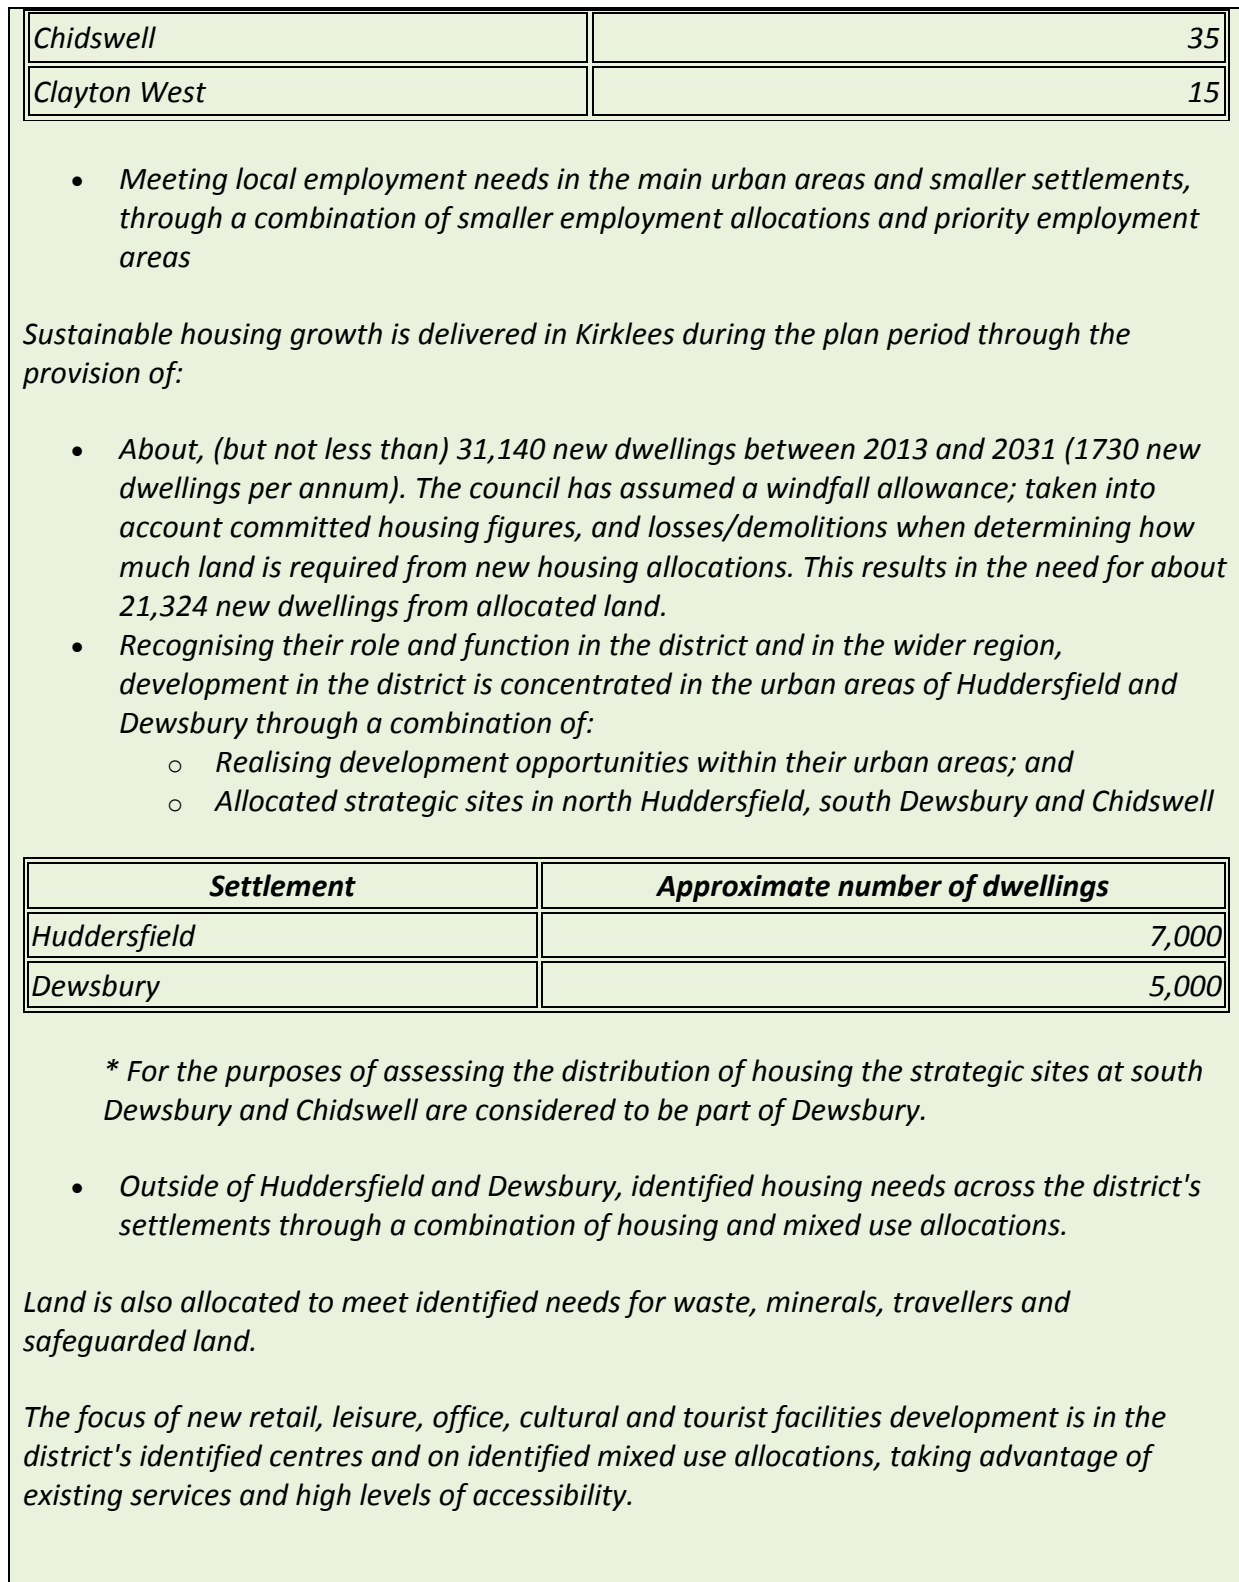 Chidswell 35
Clayton West 15
• Meeting local employment needs in the main urban areas and smaller settlements,
through a combination of smaller employment allocations and priority employment
areas
Sustainable housing growth is delivered in Kirklees during the plan period through the
provision of:
• About, (but not less than) 31,140 new dwellings between 2013 and 2031 (1730 new
dwellings per annum). The council has assumed a windfall allowance; taken into
account committed housing figures, and losses/demolitions when determining how
much land is required from new housing allocations. This results in the need for about
21,324 new dwellings from allocated land.
• Recognising their role and function in the district and in the wider region,
development in the district is concentrated in the urban areas of Huddersfield and
Dewsbury through a combination of:
o Realising development opportunities within their urban areas; and
o Allocated strategic sites in north Huddersfield, south Dewsbury and Chidswell
Settlement Approximate number of dwellings
Huddersfield 7,000
Dewsbury 5,000
* For the purposes of assessing the distribution of housing the strategic sites at south
Dewsbury and Chidswell are considered to be part of Dewsbury.
• Outside of Huddersfield and Dewsbury, identified housing needs across the district's
settlements through a combination of housing and mixed use allocations.
Land is also allocated to meet identified needs for waste, minerals, travellers and
safeguarded land.
The focus of new retail, leisure, office, cultural and tourist facilities development is in the
district's identified centres and on identified mixed use allocations, taking advantage of
existing services and high levels of accessibility.